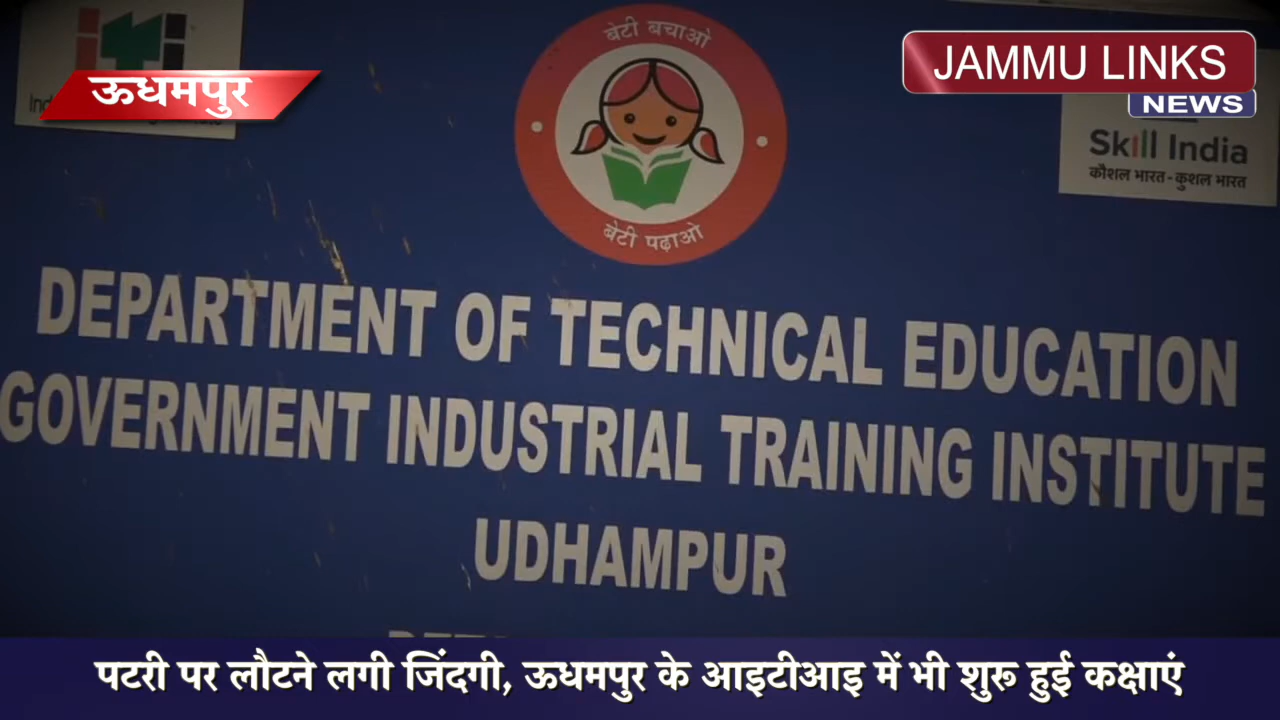 iti
ऊधमपुर
बेटी बचाओ
बेटी पढ़ाओ
JAMMU LINKS
NEWS
Skill India
कौशल भारत - कुशल भारत
DEPARTMENT OF TECHNICAL EDUCATION
GOVERNMENT INDUSTRIAL TRAINING INSTITUTE
UDHAMPUR
पटरी पर लौटने लगी जिंदगी, ऊधमपुर के आइटीआइ में भी शुरू हुई कक्षाएं